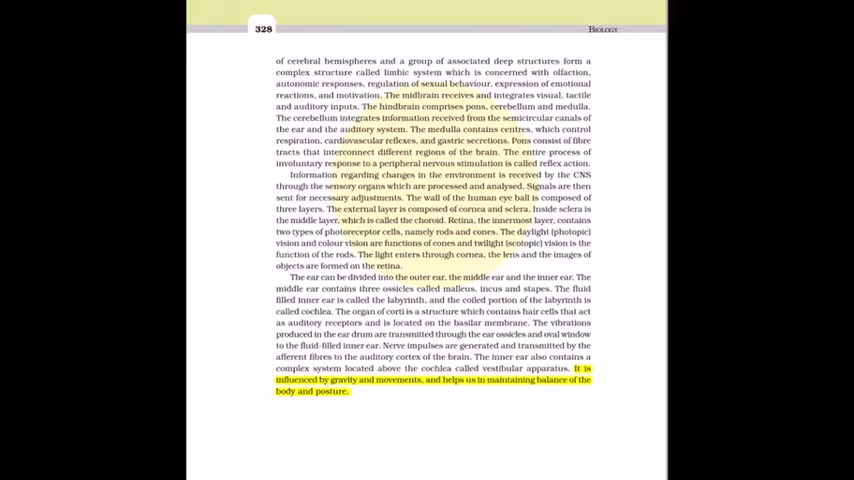 328
BIOLOGY
of cerebral hemispheres and a group of associated deep structures form a
complex structure called limbic system which is concerned with olfaction,
autonomic responses, regulation of sexual behaviour, expression of emotional
reactions, and motivation. The midbrain receives and integrates visual, tactile
and auditory inputs. The hindbrain comprises pons, cerebellum and medulla.
The cerebellum integrates information received from the semicircular canals of
the ear and the auditory system. The medulla contains centres, which control
respiration, cardiovascular reflexes, and gastric secretions. Pons consist of fibre
tracts that interconnect different regions of the brain. The entire process of
involuntary response to a peripheral nervous stimulation is called reflex action.
Information regarding changes in the environment is received by the CNS
through the sensory organs which are processed and analysed. Signals are then
sent for necessary adjustments. The wall of the human eye ball is composed of
three layers. The external layer is composed of cornea and sclera. Inside sclera is
the middle layer, which is called the choroid. Retina, the innermost layer, contains
two types of photoreceptor cells, namely rods and cones. The daylight (photopic)
vision and colour vision are functions of cones and twilight (scotopic) vision is the
function of the rods. The light enters through cornea, the lens and the images of
objects are formed on the retina.
The ear can be divided into the outer ear, the middle ear and the inner ear. The
middle ear contains three ossicles called malleus, incus and stapes. The fluid
filled inner ear is called the labyrinth, and the coiled portion of the labyrinth is
called cochlea. The organ of corti is a structure which contains hair cells that act
as auditory receptors and is located on the basilar membrane. The vibrations
produced in the ear drum are transmitted through the ear ossicles and oval window
to the fluid-filled inner ear. Nerve impulses are generated and transmitted by the
afferent fibres to the auditory cortex of the brain. The inner ear also contains a
complex system located above the cochlea called vestibular apparatus. It is
influenced by gravity and movements, and helps us in maintaining balance of the
body and posture.